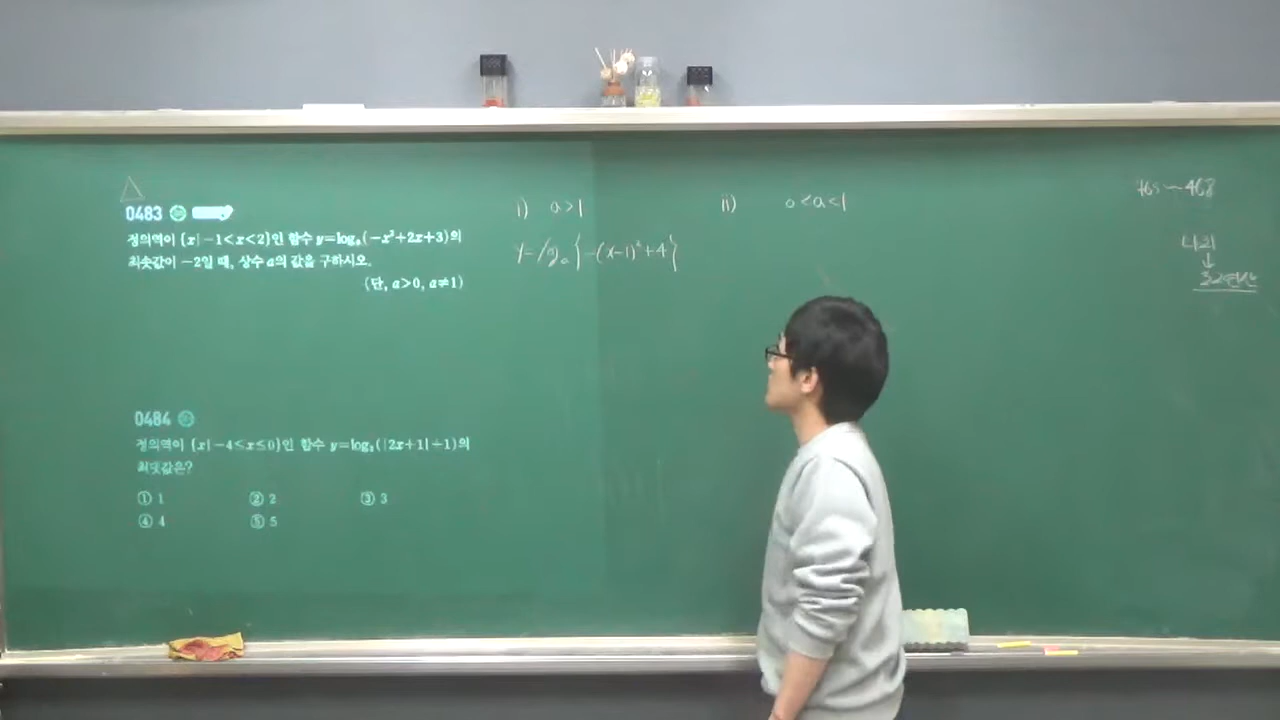 0483
정의역이 {x|-1<x<2}인 함수 y=logₐ(-x²+2x+3)의
최솟값이 -2일 때, 상수 a의 값을 구하시오.
(단, a>0, a≠1)
i) a>1
y=logₐ{-(x-1)²+4}
ii) 0<a<1
465~468
0484
정의역이 {x|-4≤x≤0}인 함수 y=log₂(|2x+1|+1)의
최댓값은?
① 1 ② 2 ③ 3
④ 4 ⑤ 5